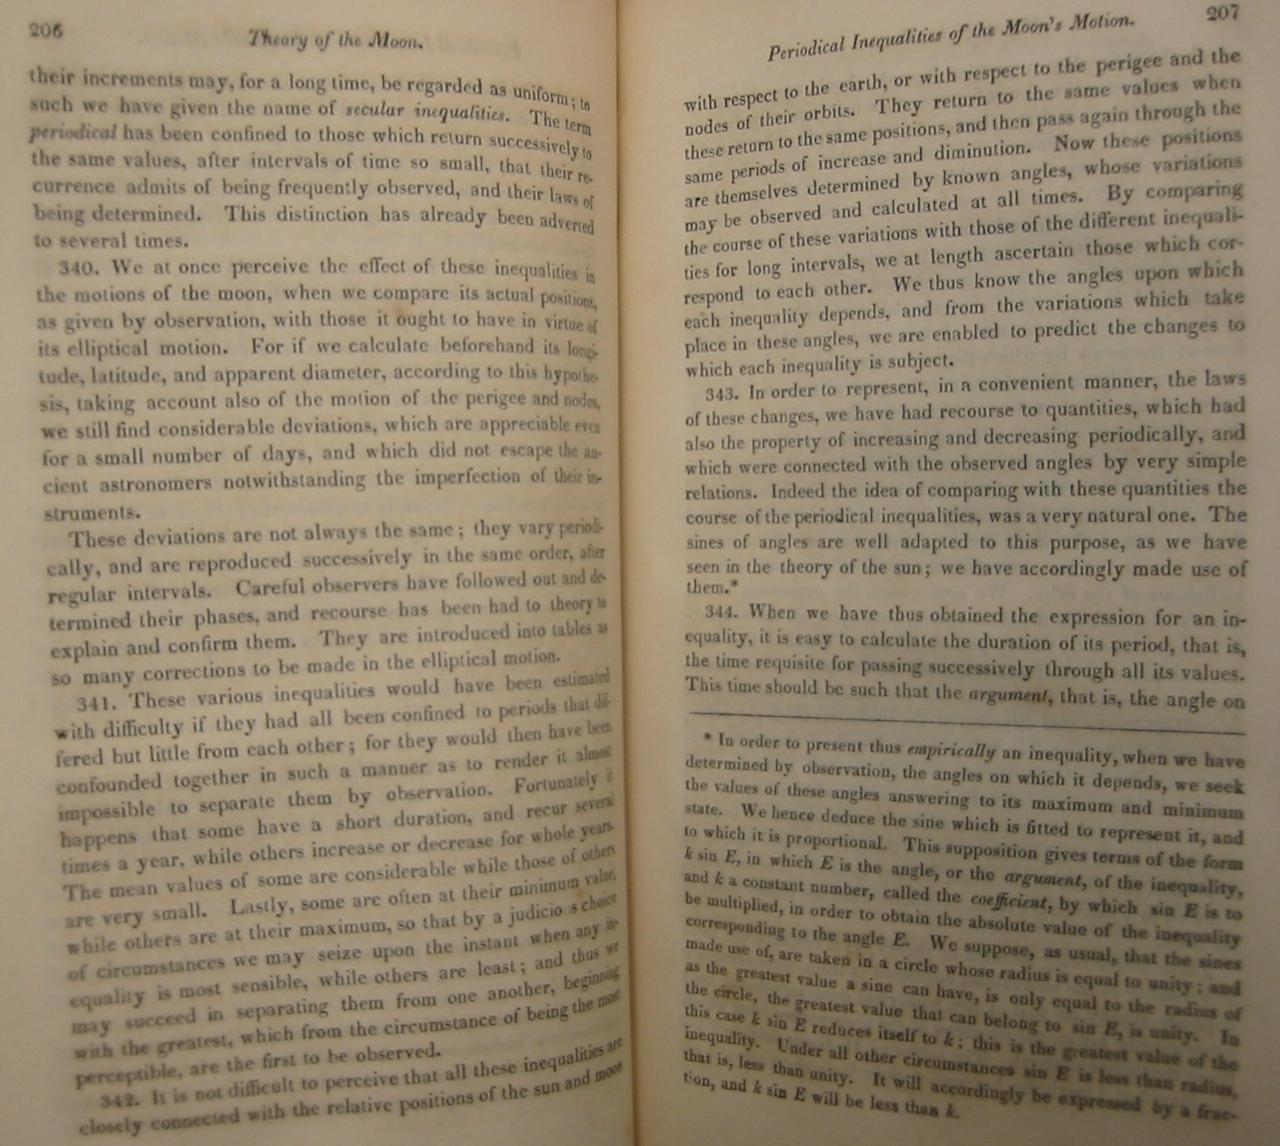 206
Theory of the Moon.
their increments may, for a long time, be regarded as uniform; to
such we have given the name of secular inequalities. The term
periodical has been confined to those which return successively to
the same values, after intervals of time so small, that their re-
currence admits of being frequently observed, and their laws of
being determined. This distinction has already been adverted
to several times.
340. We at once perceive the effect of these inequalities in
the motions of the moon, when we compare its actual positions,
as given by observation, with those it ought to have in virtue of
its elliptical motion. For if we calculate beforehand its longi-
tude, latitude, and apparent diameter, according to this hypothe-
sis, taking account also of the motion of the perigee and nodes,
we still find considerable deviations, which are appreciable even
for a small number of days, and which did not escape the an-
cient astronomers notwithstanding the imperfection of their in-
struments.
These deviations are not always the same; they vary periodi-
cally, and are reproduced successively in the same order, after
regular intervals. Careful observers have followed out and de-
termined their phases, and recourse has been had to theory to
explain and confirm them. They are introduced into tables as
so many corrections to be made in the elliptical motion.
341. These various inequalities would have been estimated
with difficulty if they had all been confined to periods that dif-
fered but little from each other; for they would then have been
confounded together in such a manner as to render it almost
impossible to separate them by observation. Fortunately it
happens that some have a short duration, and recur several
times a year, while others increase or decrease for whole years.
The mean values of some are considerable while those of others
are very small. Lastly, some are often at their minimum value,
while others are at their maximum, so that by a judicio s choice
of circumstances we may seize upon the instant when any in-
equality is most sensible, while others are least; and thus we
may succeed in separating them from one another, beginning
with the greatest, which from the circumstance of being the most
perceptible, are the first to be observed.
342. It is not difficult to perceive that all these inequalities are
closely connected with the relative positions of the sun and moon
Periodical Inequalities of the Moon's Motion.
207
with respect to the earth, or with respect to the perigee and the
nodes of their orbits. They return to the same values when
these return to the same positions, and then pass again through the
same periods of increase and diminution. Now these positions
are themselves determined by known angles, whose variations
may be observed and calculated at all times. By comparing
the course of these variations with those of the different inequali-
ties for long intervals, we at length ascertain those which cor-
respond to each other. We thus know the angles upon which
each inequality depends, and from the variations which take
place in these angles, we are enabled to predict the changes to
which each inequality is subject.
343. In order to represent, in a convenient manner, the laws
of these changes, we have had recourse to quantities, which had
also the property of increasing and decreasing periodically, and
which were connected with the observed angles by very simple
relations. Indeed the idea of comparing with these quantities the
course of the periodical inequalities, was a very natural one. The
sines of angles are well adapted to this purpose, as we have
seen in the theory of the sun; we have accordingly made use of
them.*
344. When we have thus obtained the expression for an in-
equality, it is easy to calculate the duration of its period, that is,
the time requisite for passing successively through all its values.
This time should be such that the argument, that is, the angle on
* In order to present thus empirically an inequality, when we have
determined by observation, the angles on which it depends, we seek
the values of these angles answering to its maximum and minimum
state. We hence deduce the sine which is fitted to represent it, and
to which it is proportional. This supposition gives terms of the form
k sin E, in which E is the angle, or the argument, of the inequality,
and k a constant number, called the coefficient, by which sin E is to
be multiplied, in order to obtain the absolute value of the inequality
corresponding to the angle E. We suppose, as usual, that the sines
made use of, are taken in a circle whose radius is equal to unity; and
as the greatest value a sine can have, is only equal to the radius of
the circle, the greatest value that can belong to sin E, is unity. In
this case k sin E reduces itself to k; this is the greatest value of the
inequality. Under all other circumstances sin E is less than radius,
that is, less than unity. It will accordingly be expressed by a frac-
tion, and k sin E will be less than k.